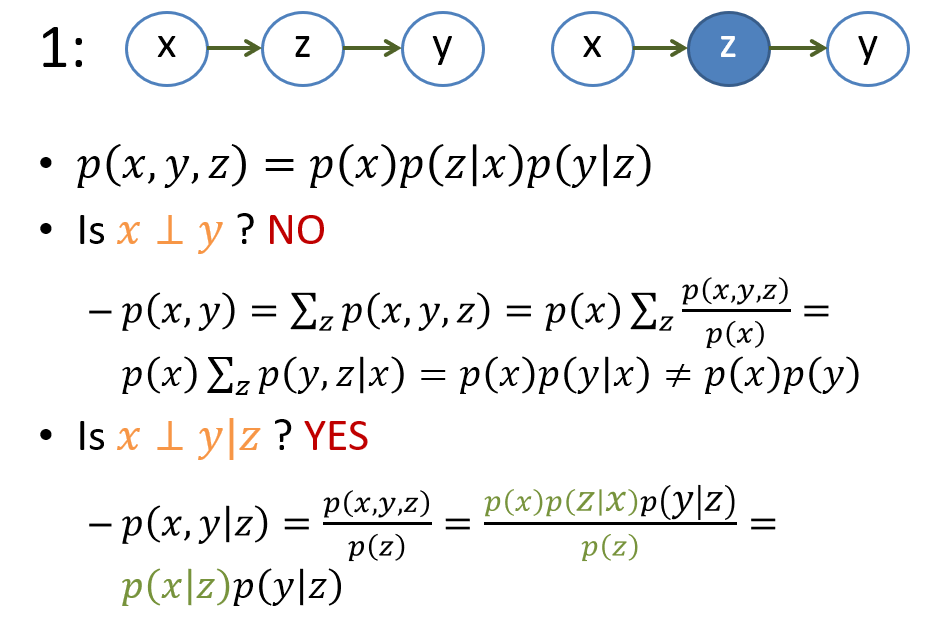 1: x z y x z y
• p(x, y, z) = p(x)p(z|x)p(y|z)
• Is x ⊥ y ? NO
– p(x, y) = ∑_z p(x, y, z) = p(x) ∑_z p(x,y,z)/p(x) =
p(x) ∑_z p(y, z|x) = p(x)p(y|x) ≠ p(x)p(y)
• Is x ⊥ y|z ? YES
– p(x, y|z) = p(x,y,z)/p(z) = p(x)p(z|x)p(y|z)/p(z) =
p(x|z)p(y|z)